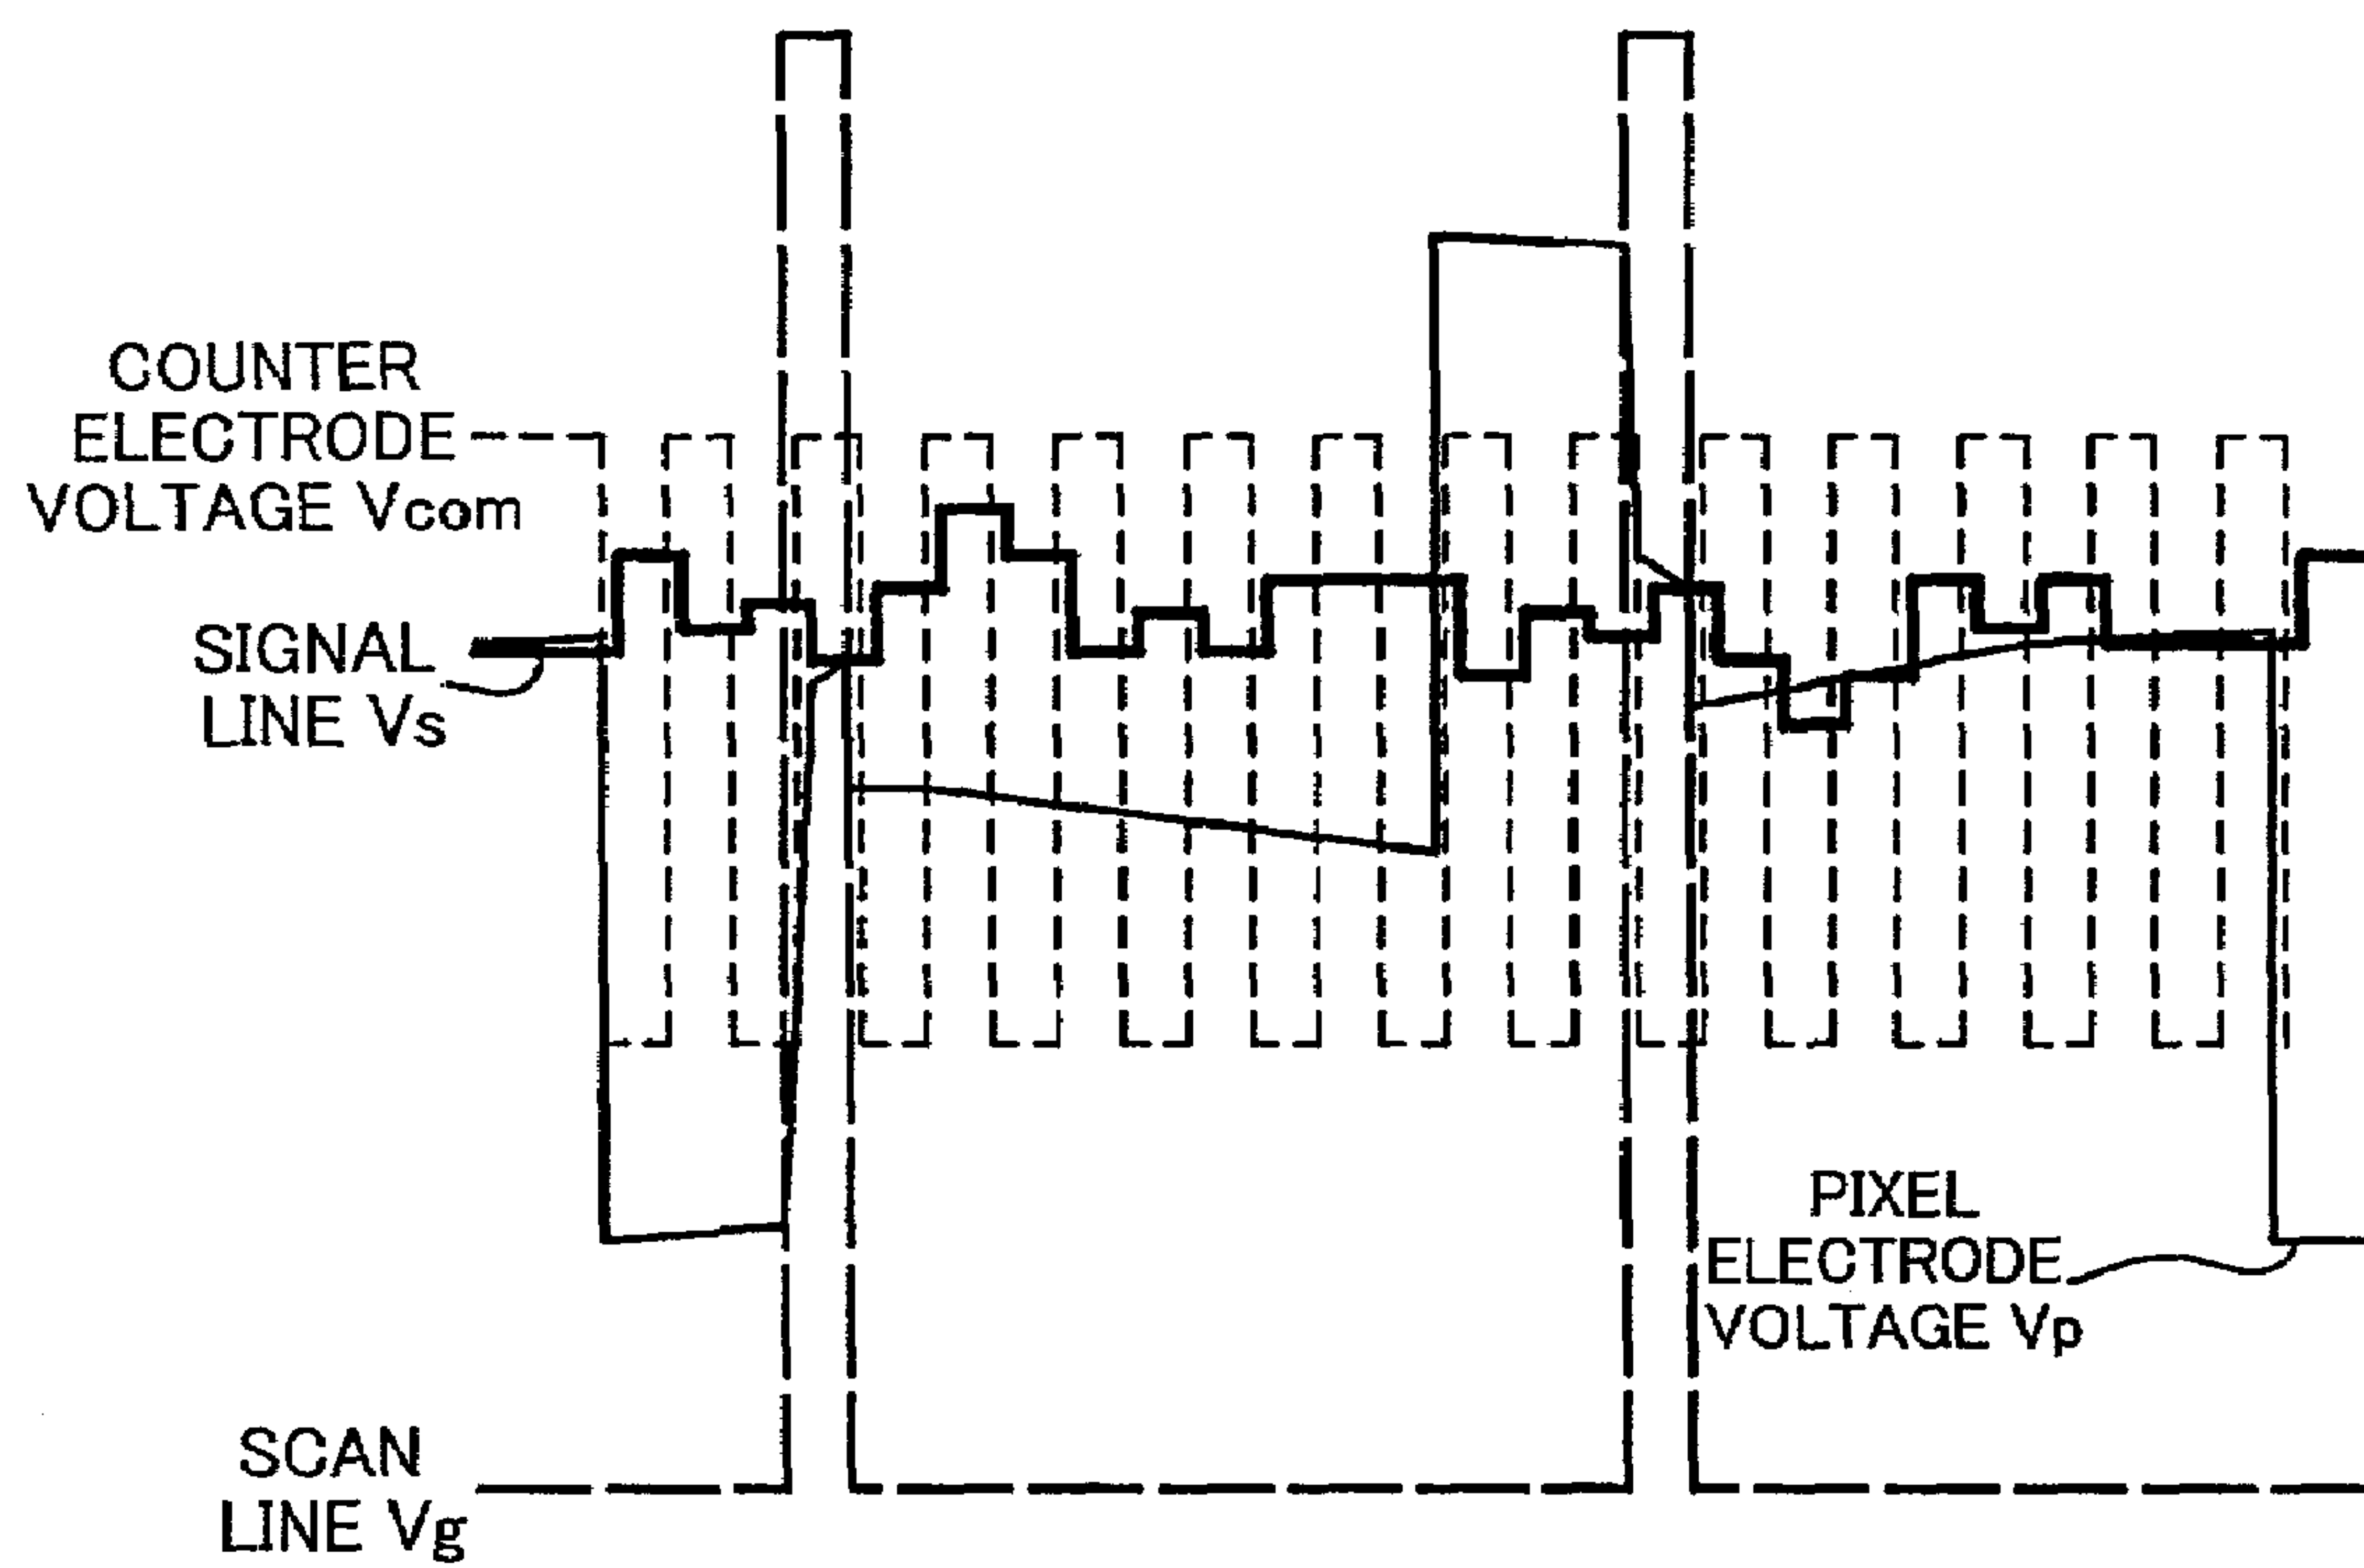 COUNTER
ELECTRODE
VOLTAGE Vcom
SIGNAL
LINE Vs
PIXEL
ELECTRODE
VOLTAGE Vp
SCAN
LINE Vg